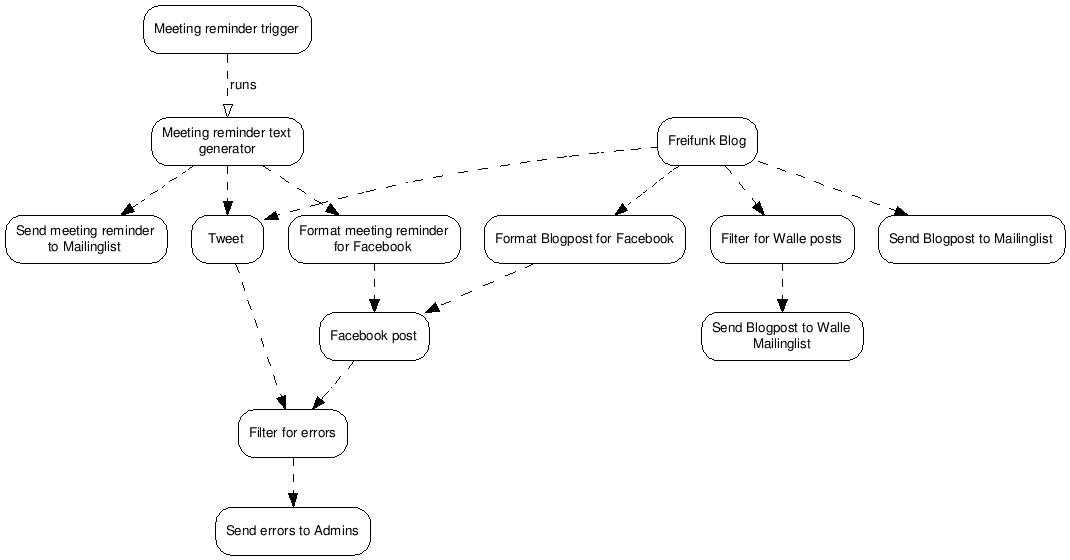 Meeting reminder trigger
runs
Meeting reminder text
generator
Freifunk Blog
Send meeting reminder
to Mailinglist
Tweet
Format meeting reminder
for Facebook
Format Blogpost for Facebook
Filter for Walle posts
Send Blogpost to Mailinglist
Facebook post
Send Blogpost to Walle
Mailinglist
Filter for errors
Send errors to Admins